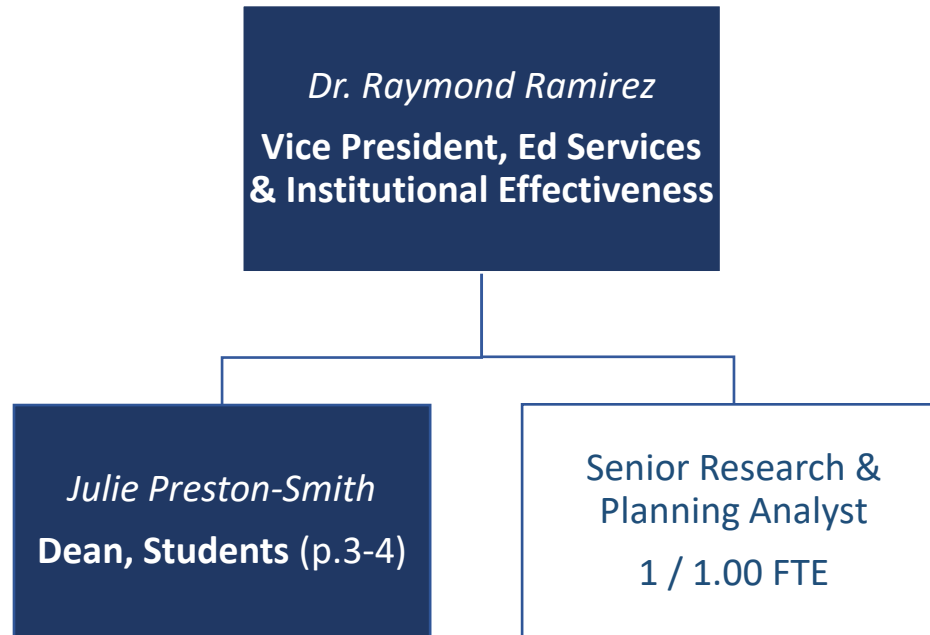 Dr. Raymond Ramirez
Vice President, Ed Services
& Institutional Effectiveness
Julie Preston-Smith
Dean, Students (p.3-4)
Senior Research &
Planning Analyst
1 / 1.00 FTE